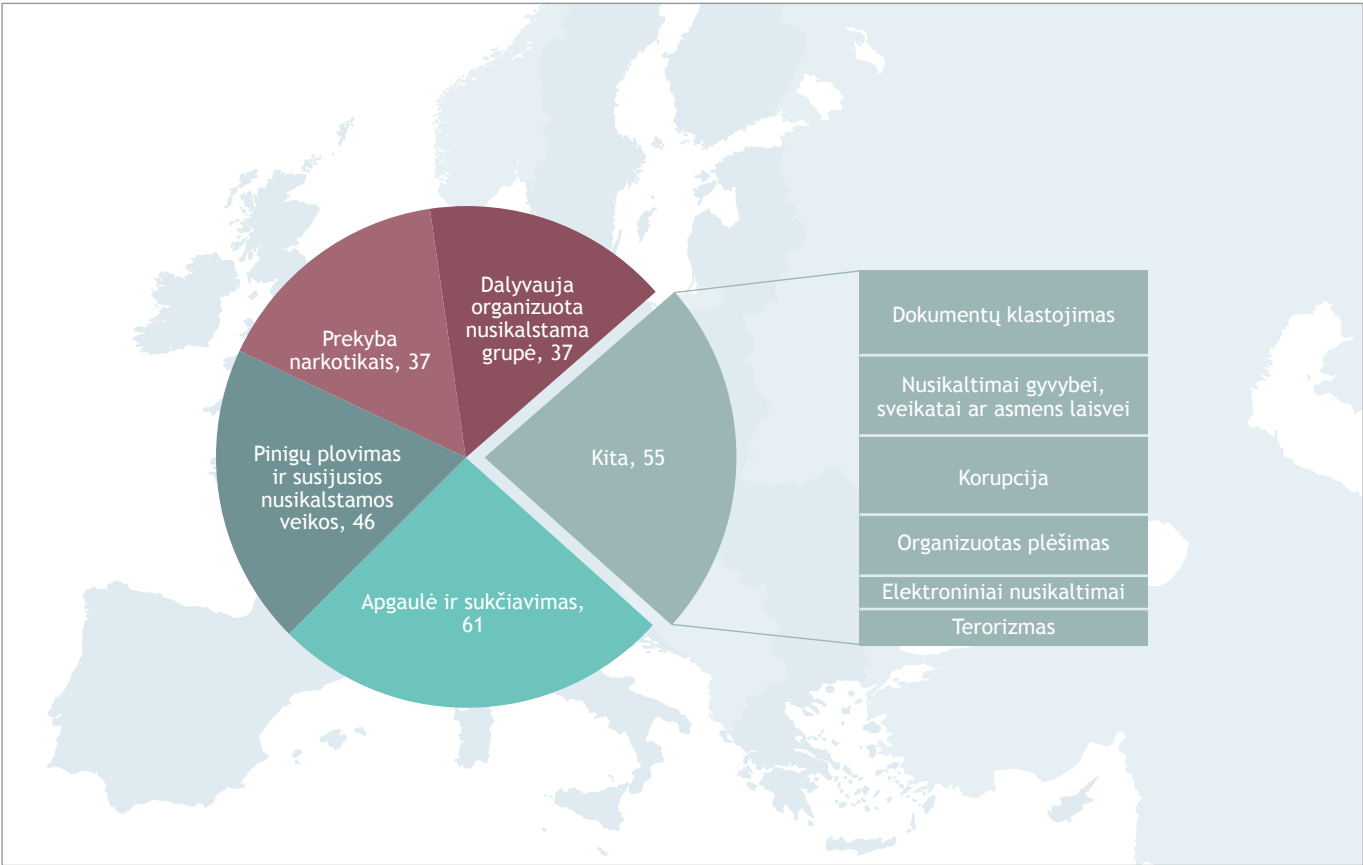 Dalyvauja
organizuota
nusikalstama
grupė, 37
Prekyba
narkotikais, 37
Pinigų plovimas
ir susijusios
nusikalstamos
veikos, 46
Apgaulė ir sukčiavimas,
61
Kita, 55
Dokumentų klastojimas
Nusikaltimai gyvybei,
sveikatai ar asmens laisvei
Korupcija
Organizuotas plėšimas
Elektroniniai nusikaltimai
Terorizmas